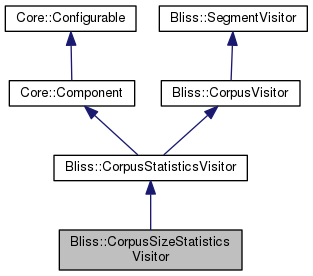 Core::Configurable
Bliss::SegmentVisitor
Core::Component
Bliss::CorpusVisitor
Bliss::CorpusStatisticsVisitor
Bliss::CorpusSizeStatistics
Visitor